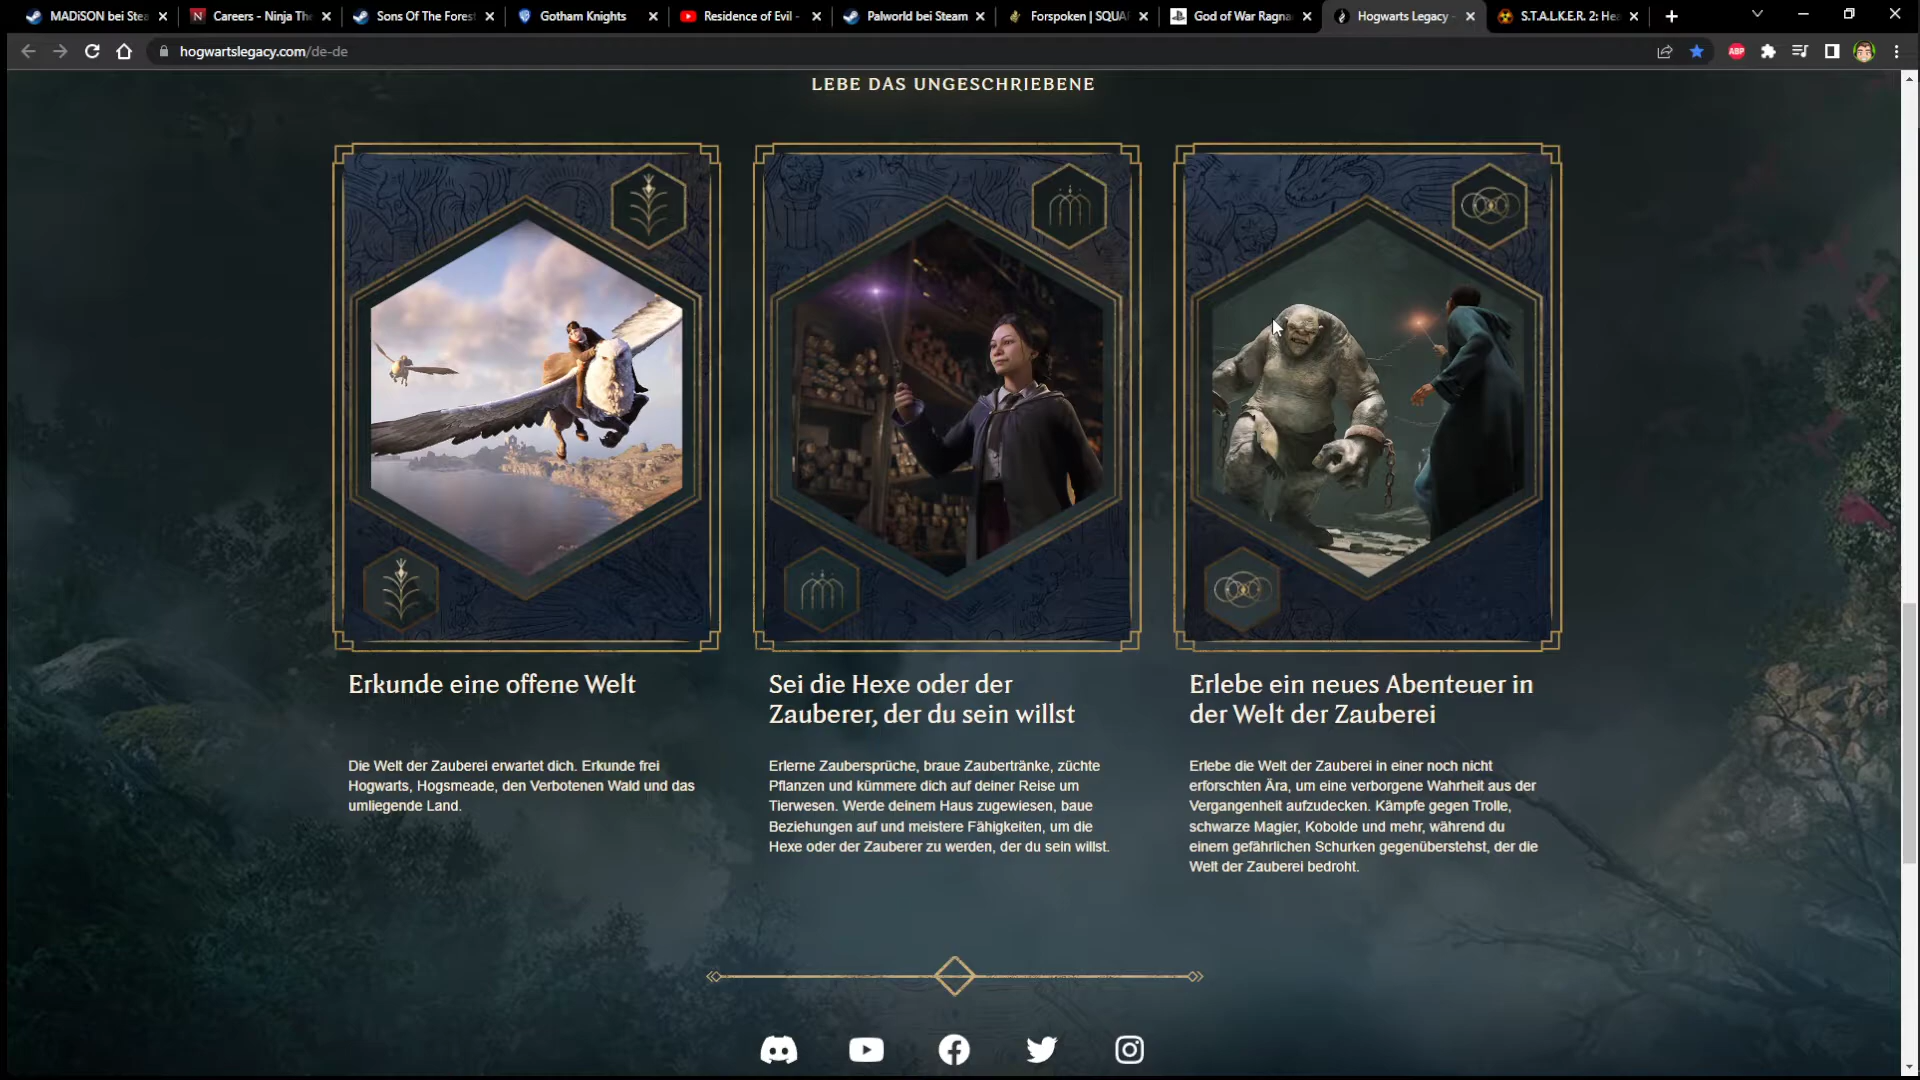 MADiSON bei Stea
Careers - Ninja The
Sons Of The Forest
Gotham Knights
Residence of Evil -
Palworld bei Steam
Forspoken | SQUA
God of War Ragna
Hogwarts Legacy -
S.T.A.L.K.E.R. 2: Hea
hogwartslegacy.com/de-de
ABP
LEBE DAS UNGESCHRIEBENE
Erkunde eine offene Welt
Die Welt der Zauberei erwartet dich. Erkunde frei
Hogwarts, Hogsmeade, den Verbotenen Wald und das
umliegende Land.
Sei die Hexe oder der
Zauberer, der du sein willst
Erlerne Zaubersprüche, braue Zaubertränke, züchte
Pflanzen und kümmere dich auf deiner Reise um
Tierwesen. Werde deinem Haus zugewiesen, baue
Beziehungen auf und meistere Fähigkeiten, um die
Hexe oder der Zauberer zu werden, der du sein willst.
Erlebe ein neues Abenteuer in
der Welt der Zauberei
Erlebe die Welt der Zauberei in einer noch nicht
erforschten Ära, um eine verborgene Wahrheit aus der
Vergangenheit aufzudecken. Kämpfe gegen Trolle,
schwarze Magier, Kobolde und mehr, während du
einem gefährlichen Schurken gegenüberstehst, der die
Welt der Zauberei bedroht.